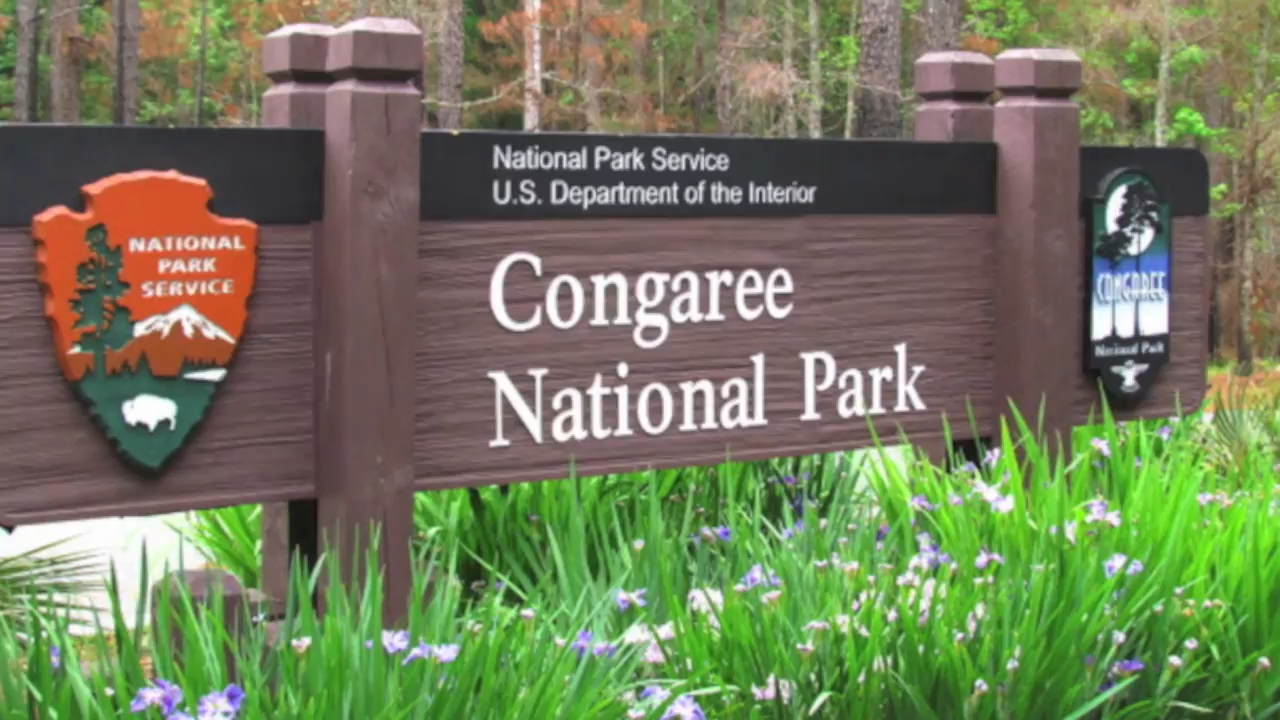 NATIONAL
PARK
SERVICE
National Park Service
U.S. Department of the Interior
Congaree
National Park
CONGAREE
National Park